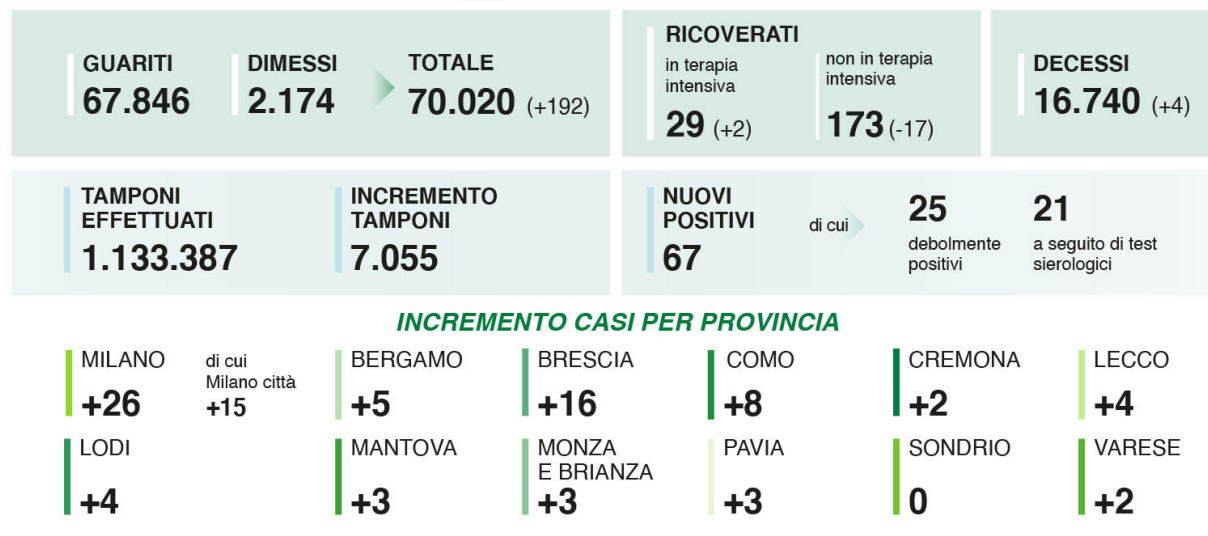 GUARITI
67.846
DIMESSI
2.174
TOTALE
70.020 (+192)
RICOVERATI
in terapia
intensiva
29 (+2)
non in terapia
intensiva
173 (-17)
DECESSI
16.740 (+4)
TAMPONI
EFFETTUATI
1.133.387
INCREMENTO
TAMPONI
7.055
NUOVI
POSITIVI
67
di cui
25
debolmente
positivi
21
a seguito di test
sierologici
INCREMENTO CASI PER PROVINCIA
MILANO
+26
di cui
Milano città
+15
BERGAMO
+5
BRESCIA
+16
COMO
+8
CREMONA
+2
LECCO
+4
LODI
+4
MANTOVA
+3
MONZA
E BRIANZA
+3
PAVIA
+3
SONDRIO
0
VARESE
+2